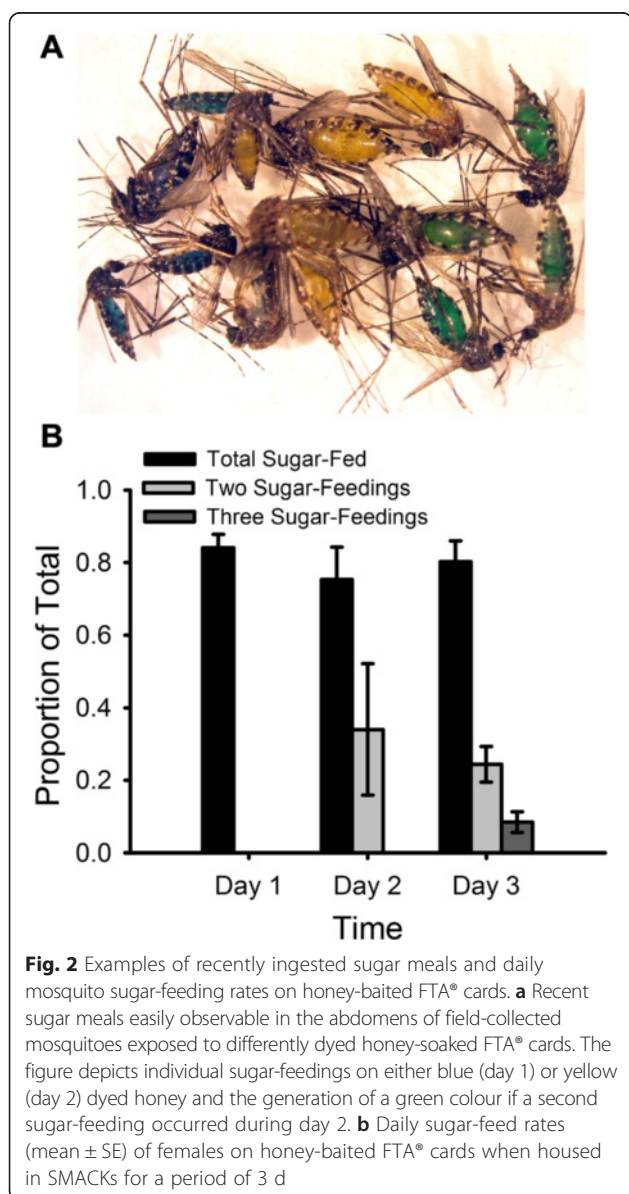 A
B
Total Sugar-Fed
Two Sugar-Feedings
Three Sugar-Feedings
1.0
0.8
0.6
0.4
0.2
0.0
Proportion of Total
Day 1 Day 2 Day 3
Time
Fig. 2 Examples of recently ingested sugar meals and daily
mosquito sugar-feeding rates on honey-baited FTA® cards. a Recent
sugar meals easily observable in the abdomens of field-collected
mosquitoes exposed to differently dyed honey-soaked FTA® cards. The
figure depicts individual sugar-feedings on either blue (day 1) or yellow
(day 2) dyed honey and the generation of a green colour if a second
sugar-feeding occurred during day 2. b Daily sugar-feed rates
(mean ± SE) of females on honey-baited FTA® cards when housed
in SMACKs for a period of 3 d